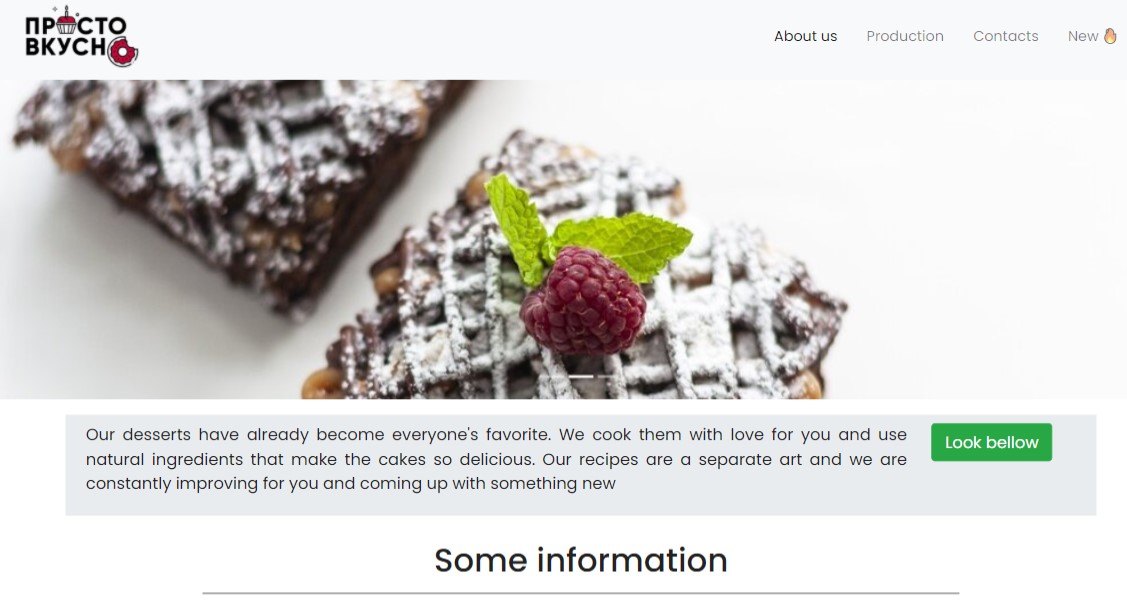 ПРОСТО
ВКУСНО
About us Production Contacts New 🔥
Our desserts have already become everyone's favorite. We cook them with love for you and use
natural ingredients that make the cakes so delicious. Our recipes are a separate art and we are
constantly improving for you and coming up with something new
Look bellow
Some information